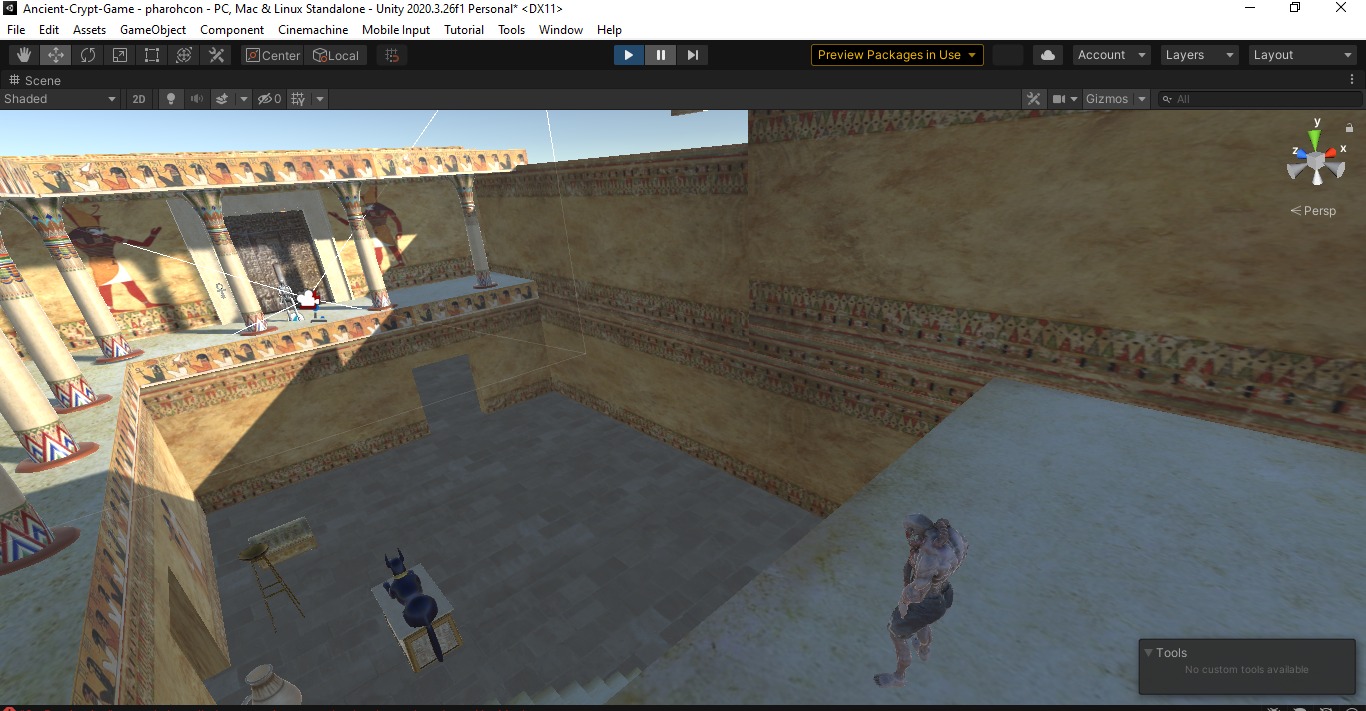 Ancient-Crypt-Game - pharohcon - PC, Mac & Linux Standalone - Unity 2020.3.26f1 Personal* <DX11>
File Edit Assets GameObject Component Cinemachine Mobile Input Tutorial Tools Window Help
Center Local Preview Packages in Use Account Layers Layout
Scene
Shaded 2D 0 Gizmos All
y
z x
Persp
Tools
No custom tools available